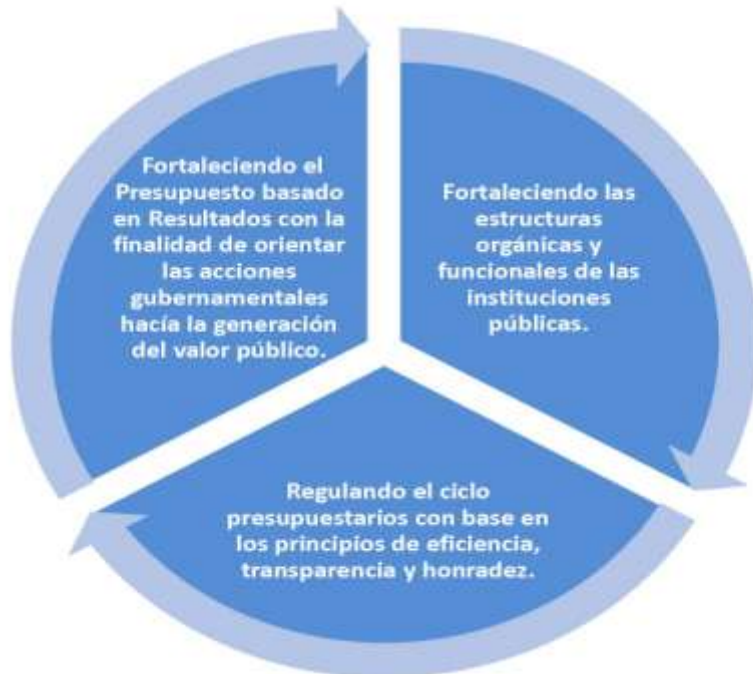 Fortaleciendo el
Presupuesto basado
en Resultados con la
finalidad de orientar
las acciones
gubernamentales
hacía la generación
del valor público.
Fortaleciendo las
estructuras
orgánicas y
funcionales de las
instituciones
públicas.
Regulando el ciclo
presupuestarios con base en
los principios de eficiencia,
transparencia y honradez.